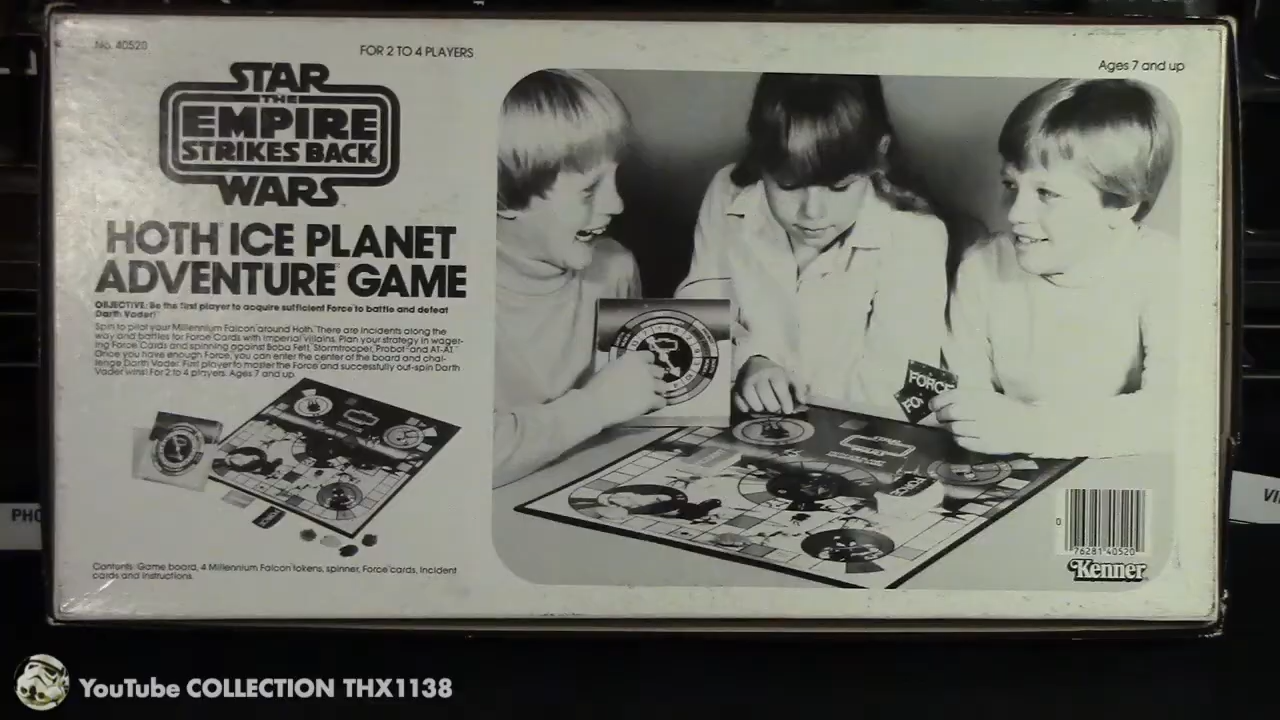 No. 40520
FOR 2 TO 4 PLAYERS
Ages 7 and up
STAR
THE
EMPIRE
STRIKES BACK
WARS
TM
HOTH ICE PLANET
ADVENTURE GAME
OBJECTIVE: Be the first player to acquire sufficient Force to battle and defeat
Darth Vader!
Spin to pilot your Millennium Falcon around Hoth. There are incidents along the
way and battles for Force Cards with Imperial villains. Plan your strategy in wager-
ing Force Cards and spinning against Boba Fett, Stormtrooper, Probot and AT-AT.
Once you have enough Force, you can enter the center of the board and chal-
lenge Darth Vader. First player to master the Force and successfully out-spin Darth
Vader wins! For 2 to 4 players. Ages 7 and up.
FORCE
FO
FORCE
FORCE
Contents: Game board, 4 Millennium Falcon tokens, spinner, Force cards, Incident
cards and instructions.
0
76281 40520
Kenner
PHO
VI
YouTube COLLECTION THX1138